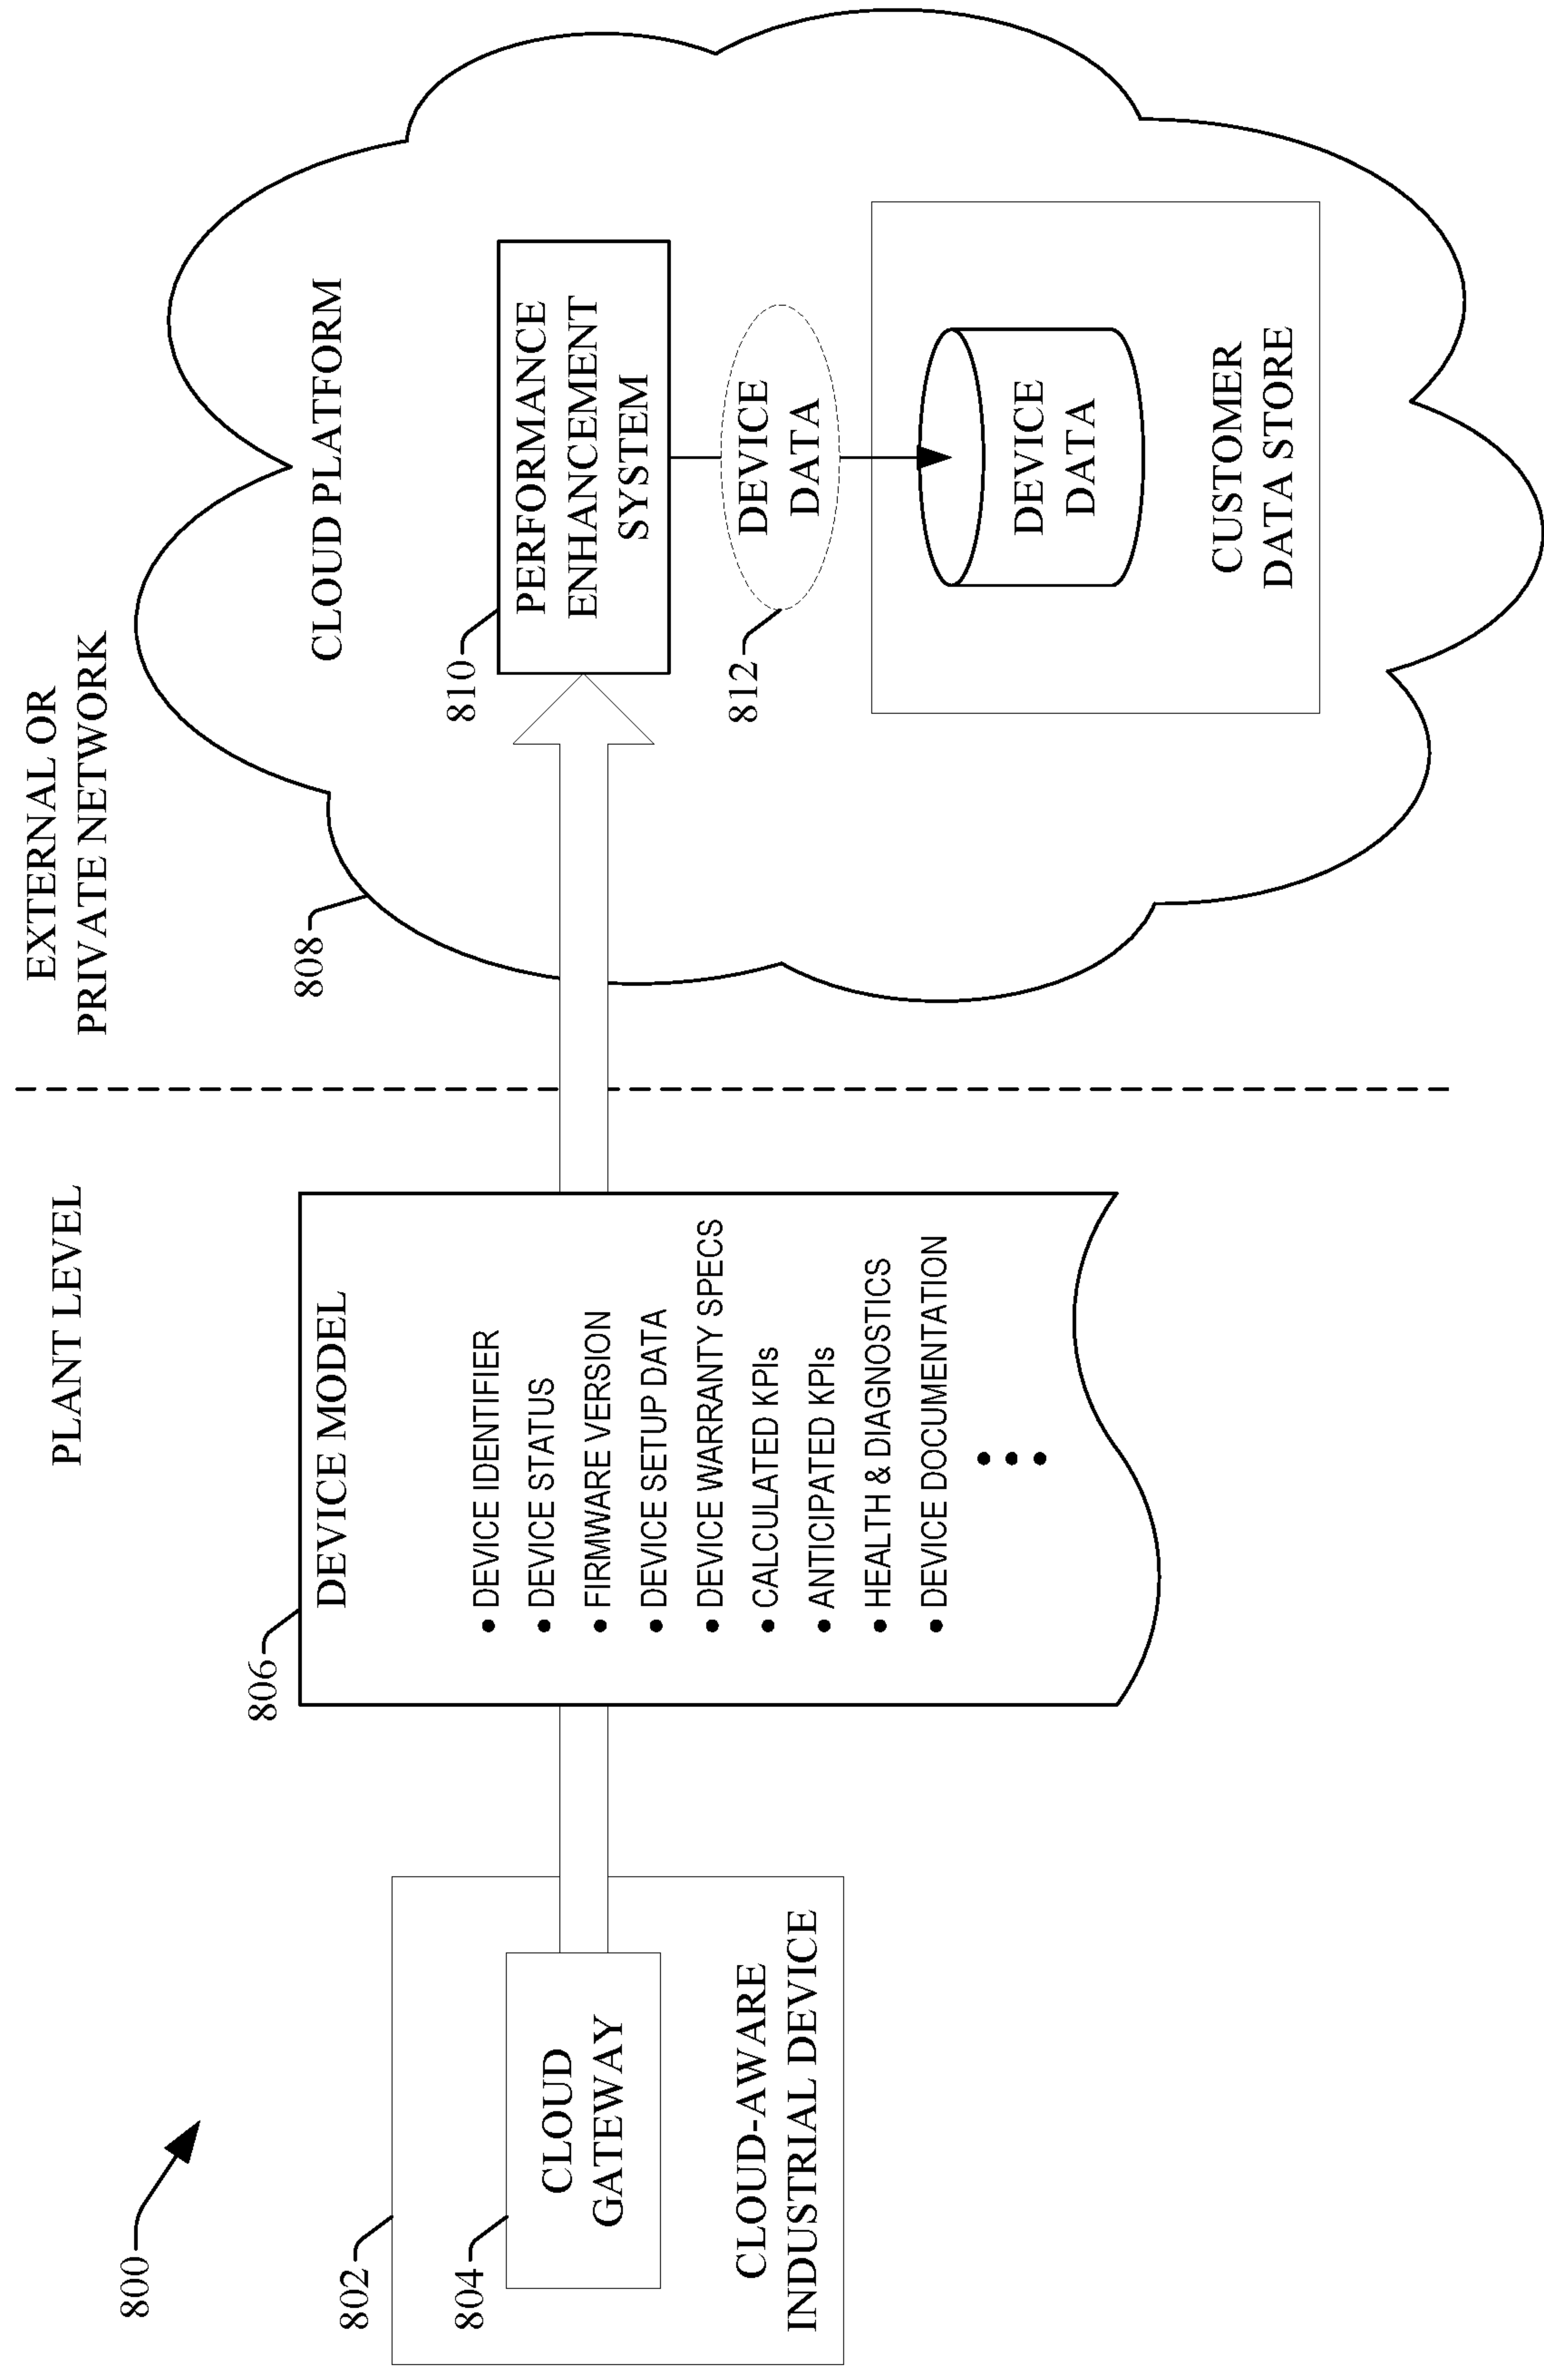 PLANT LEVEL
EXTERNAL OR
PRIVATE NETWORK
800
802
804
CLOUD
GATEWAY
CLOUD-AWARE
INDUSTRIAL DEVICE
806
DEVICE MODEL
• DEVICE IDENTIFIER
• DEVICE STATUS
• FIRMWARE VERSION
• DEVICE SETUP DATA
• DEVICE WARRANTY SPECS
• CALCULATED KPIs
• ANTICIPATED KPIs
• HEALTH & DIAGNOSTICS
• DEVICE DOCUMENTATION
808
CLOUD PLATFORM
810
PERFORMANCE
ENHANCEMENT
SYSTEM
812
DEVICE
DATA
DEVICE
DATA
CUSTOMER
DATA STORE